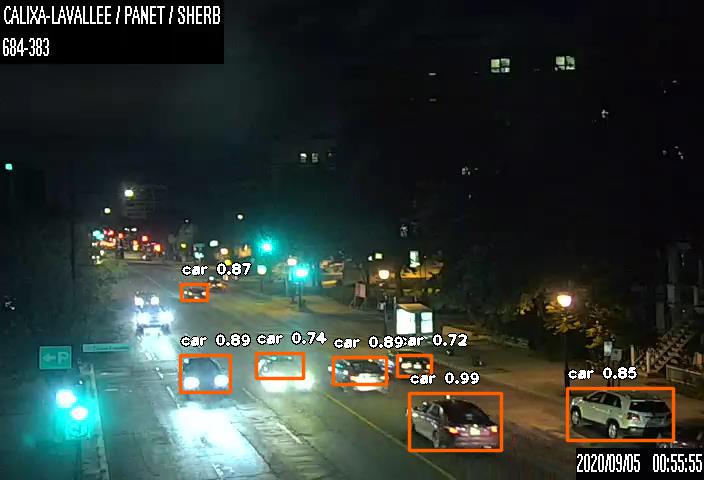 CALIXA-LAVALLEE / PANET / SHERB
684-383
car 0.87
car 0.89
car 0.74
car 0.89
car 0.72
car 0.99
car 0.85
P
2020/09/05 00:55:55